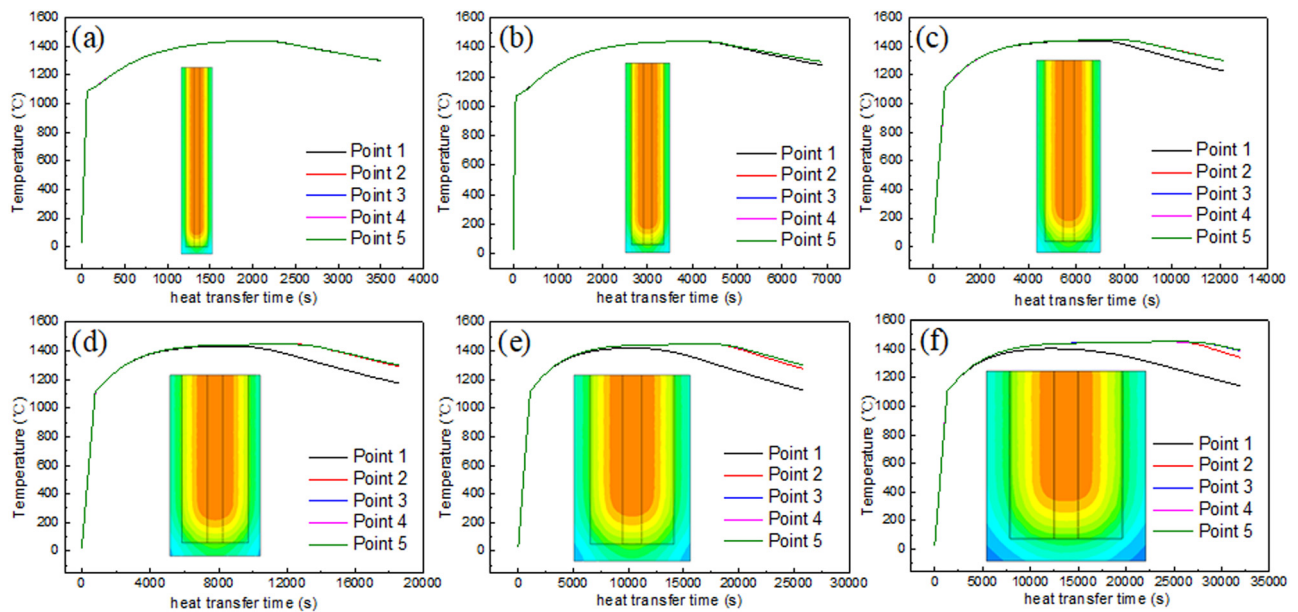 (a)
1600
1400
1200
1000
800
600
400
200
0
Temperature (℃)
Point 1
Point 2
Point 3
Point 4
Point 5
0 500 1000 1500 2000 2500 3000 3500 4000
heat transfer time (s)
(b)
1600
1400
1200
1000
800
600
400
200
0
Temperature (℃)
Point 1
Point 2
Point 3
Point 4
Point 5
0 1000 2000 3000 4000 5000 6000 7000
heat transfer time (s)
(c)
1600
1400
1200
1000
800
600
400
200
0
Temperature (℃)
Point 1
Point 2
Point 3
Point 4
Point 5
0 2000 4000 6000 8000 10000 12000 14000
heat transfer time (s)
(d)
1600
1400
1200
1000
800
600
400
200
0
Temperature (℃)
Point 1
Point 2
Point 3
Point 4
Point 5
0 4000 8000 12000 16000 20000
heat transfer time (s)
(e)
1600
1400
1200
1000
800
600
400
200
0
Temperature (℃)
Point 1
Point 2
Point 3
Point 4
Point 5
0 5000 10000 15000 20000 25000 30000
heat transfer time (s)
(f)
1600
1400
1200
1000
800
600
400
200
0
Temperature (℃)
Point 1
Point 2
Point 3
Point 4
Point 5
0 5000 10000 15000 20000 25000 30000 35000
heat transfer time (s)